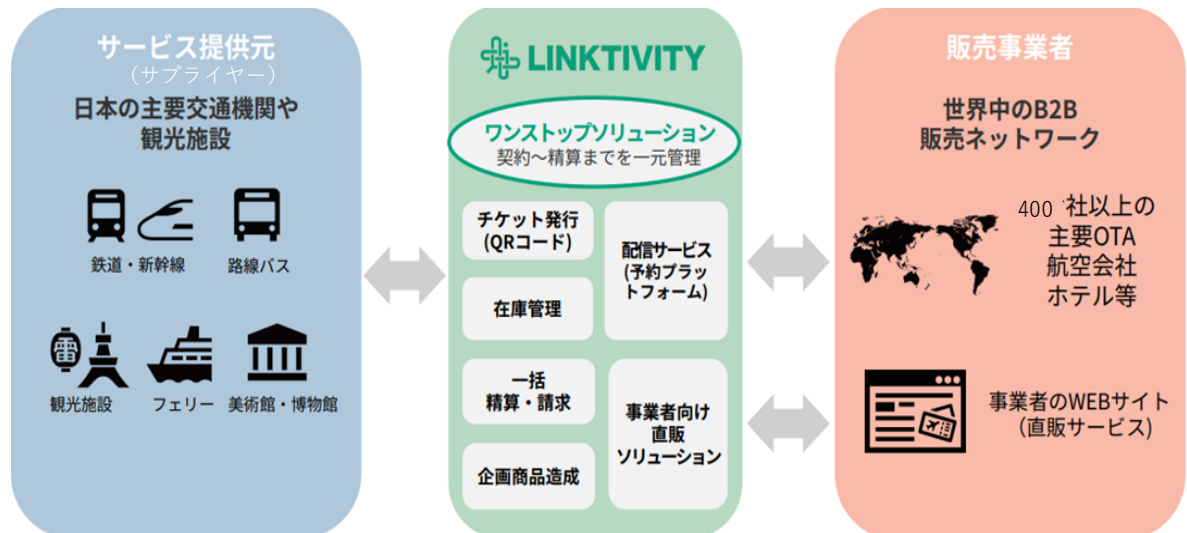 サービス提供元
（サプライヤー）
日本の主要交通機関や
観光施設
鉄道・新幹線
路線バス
雷
観光施設
フェリー
美術館・博物館
LINKTIVITY
ワンストップソリューション
契約～精算までを一元管理
チケット発行
(QRコード)
在庫管理
一括
精算・請求
企画商品造成
配信サービス
(予約プラッ
トフォーム)
事業者向け
直販
ソリューション
販売事業者
世界中のB2B
販売ネットワーク
400 社以上の
主要OTA
航空会社
ホテル等
事業者のWEBサイト
（直販サービス)